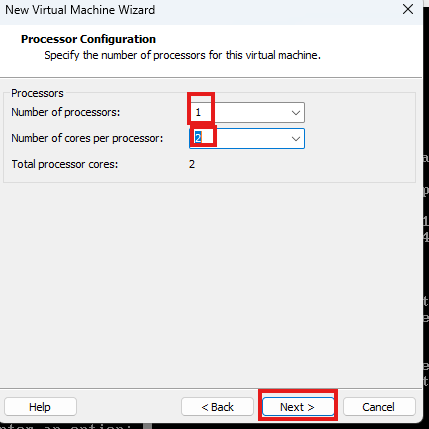 New Virtual Machine Wizard
Processor Configuration
Specify the number of processors for this virtual machine.
Processors
Number of processors: 1
Number of cores per processor: 2
Total processor cores: 2
Help < Back Next > Cancel